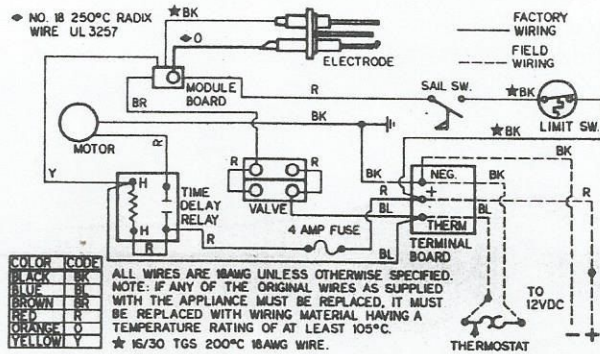 ◆ NO. 18 250°C RADIX
WIRE UL 3257
★BK
◆O
ELECTRODE
FACTORY
WIRING
FIELD
WIRING
MODULE
BOARD
BR
R
SAIL SW.
★BK
LIMIT SW.
★BK
BK
BK
MOTOR
R
Y
H
H
R
TIME
DELAY
RELAY
R
R
R
VALVE
BK
R
BL
NEG.
+
THERM
TERMINAL
BOARD
BK
BK
BL
R
- +
4 AMP FUSE
R
BL
TO
12VDC
THERMOSTAT
COLOR CODE
BLACK BK
BLUE BL
BROWN BR
RED R
ORANGE O
YELLOW Y
ALL WIRES ARE 18AWG UNLESS OTHERWISE SPECIFIED.
NOTE: IF ANY OF THE ORIGINAL WIRES AS SUPPLIED
WITH THE APPLIANCE MUST BE REPLACED, IT MUST
BE REPLACED WITH WIRING MATERIAL HAVING A
TEMPERATURE RATING OF AT LEAST 105°C.
★ 16/30 TGS 200°C 18AWG WIRE.